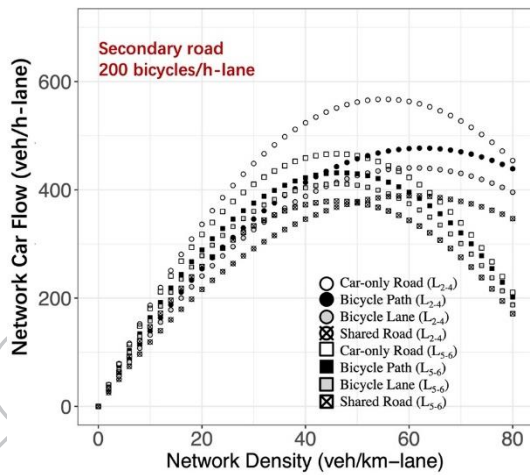 Secondary road
200 bicycles/h-lane
Network Car Flow (veh/h-lane)
600
400
200
0
Car-only Road (L2-4)
Bicycle Path (L2-4)
Bicycle Lane (L2-4)
Shared Road (L2-4)
Car-only Road (L5-6)
Bicycle Path (L5-6)
Bicycle Lane (L5-6)
Shared Road (L5-6)
0 20 40 60 80
Network Density (veh/km-lane)